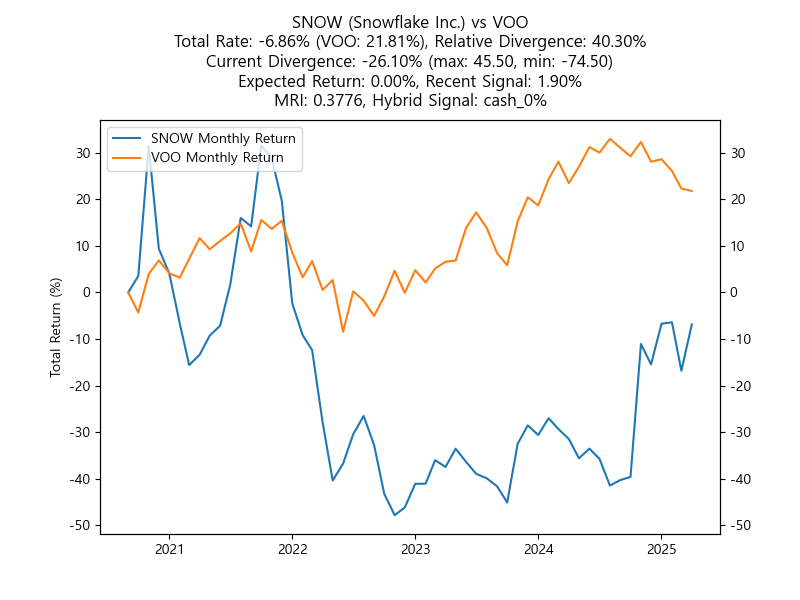 SNOW (Snowflake Inc.) vs VOO
Total Rate: -6.86% (VOO: 21.81%), Relative Divergence: 40.30%
Current Divergence: -26.10% (max: 45.50, min: -74.50)
Expected Return: 0.00%, Recent Signal: 1.90%
MRI: 0.3776, Hybrid Signal: cash_0%
SNOW Monthly Return
VOO Monthly Return
Total Return (%)
30
20
10
0
-10
-20
-30
-40
-50
30
20
10
0
-10
-20
-30
-40
-50
2021 2022 2023 2024 2025